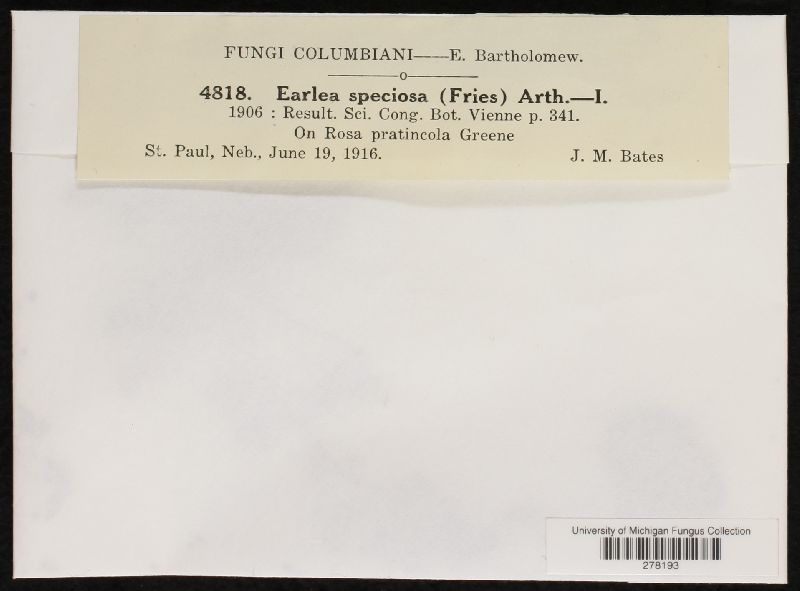 FUNGI COLUMBIANI——E. Bartholomew.
o
4818. Earlea speciosa (Fries) Arth.—I.
1906 : Result. Sci. Cong. Bot. Vienne p. 341.
On Rosa pratincola Greene
St. Paul, Neb., June 19, 1916. J. M. Bates
University of Michigan Fungus Collection
278193